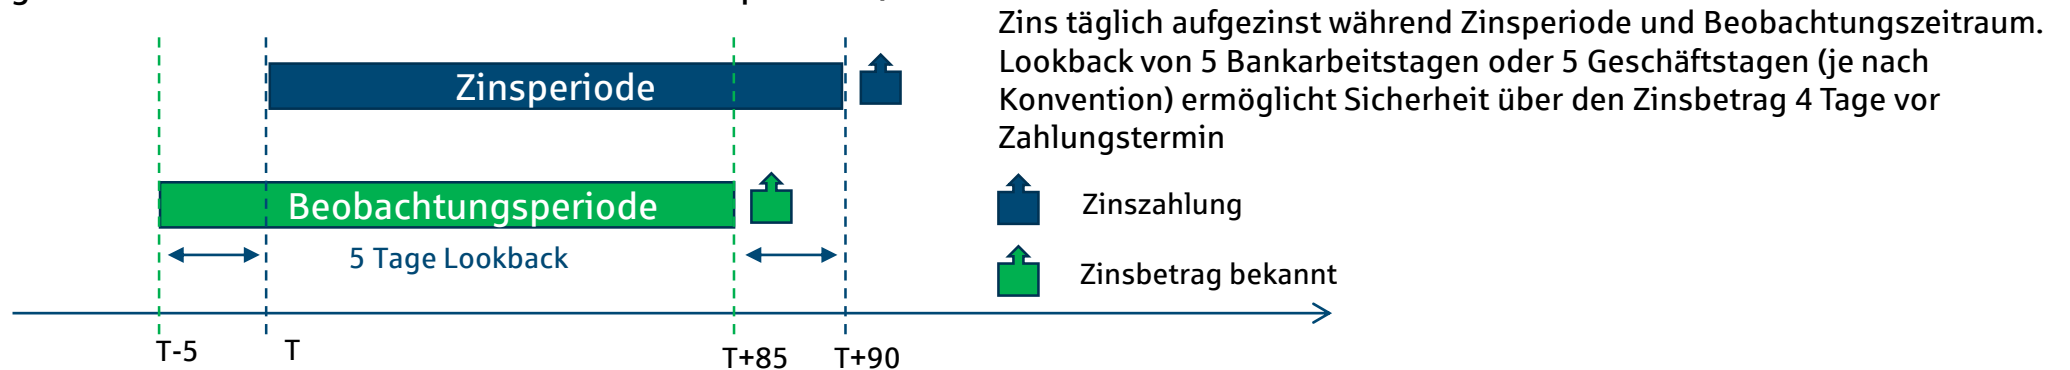 Zins täglich aufgezinst während Zinsperiode und Beobachtungszeitraum.
Lookback von 5 Bankarbeitstagen oder 5 Geschäftstagen (je nach
Konvention) ermöglicht Sicherheit über den Zinsbetrag 4 Tage vor
Zahlungstermin
Zinsperiode
Beobachtungsperiode
Zinszahlung
5 Tage Lookback
Zinsbetrag bekannt
T-5
T
T+85
T+90